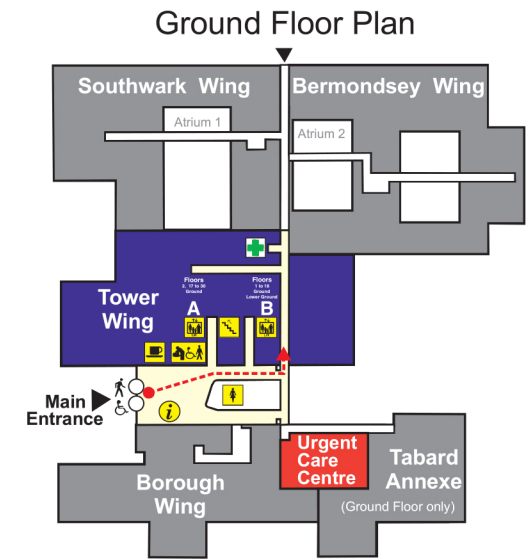 Ground Floor Plan
Southwark Wing
Bermondsey Wing
Atrium 1
Atrium 2
Floors
2, 17 to 30
Ground
Floors
1 to 18
Ground
Lower Ground
Tower
Wing
A
B
Main
Entrance
i
Urgent
Care
Centre
Tabard
Annexe
(Ground Floor only)
Borough
Wing